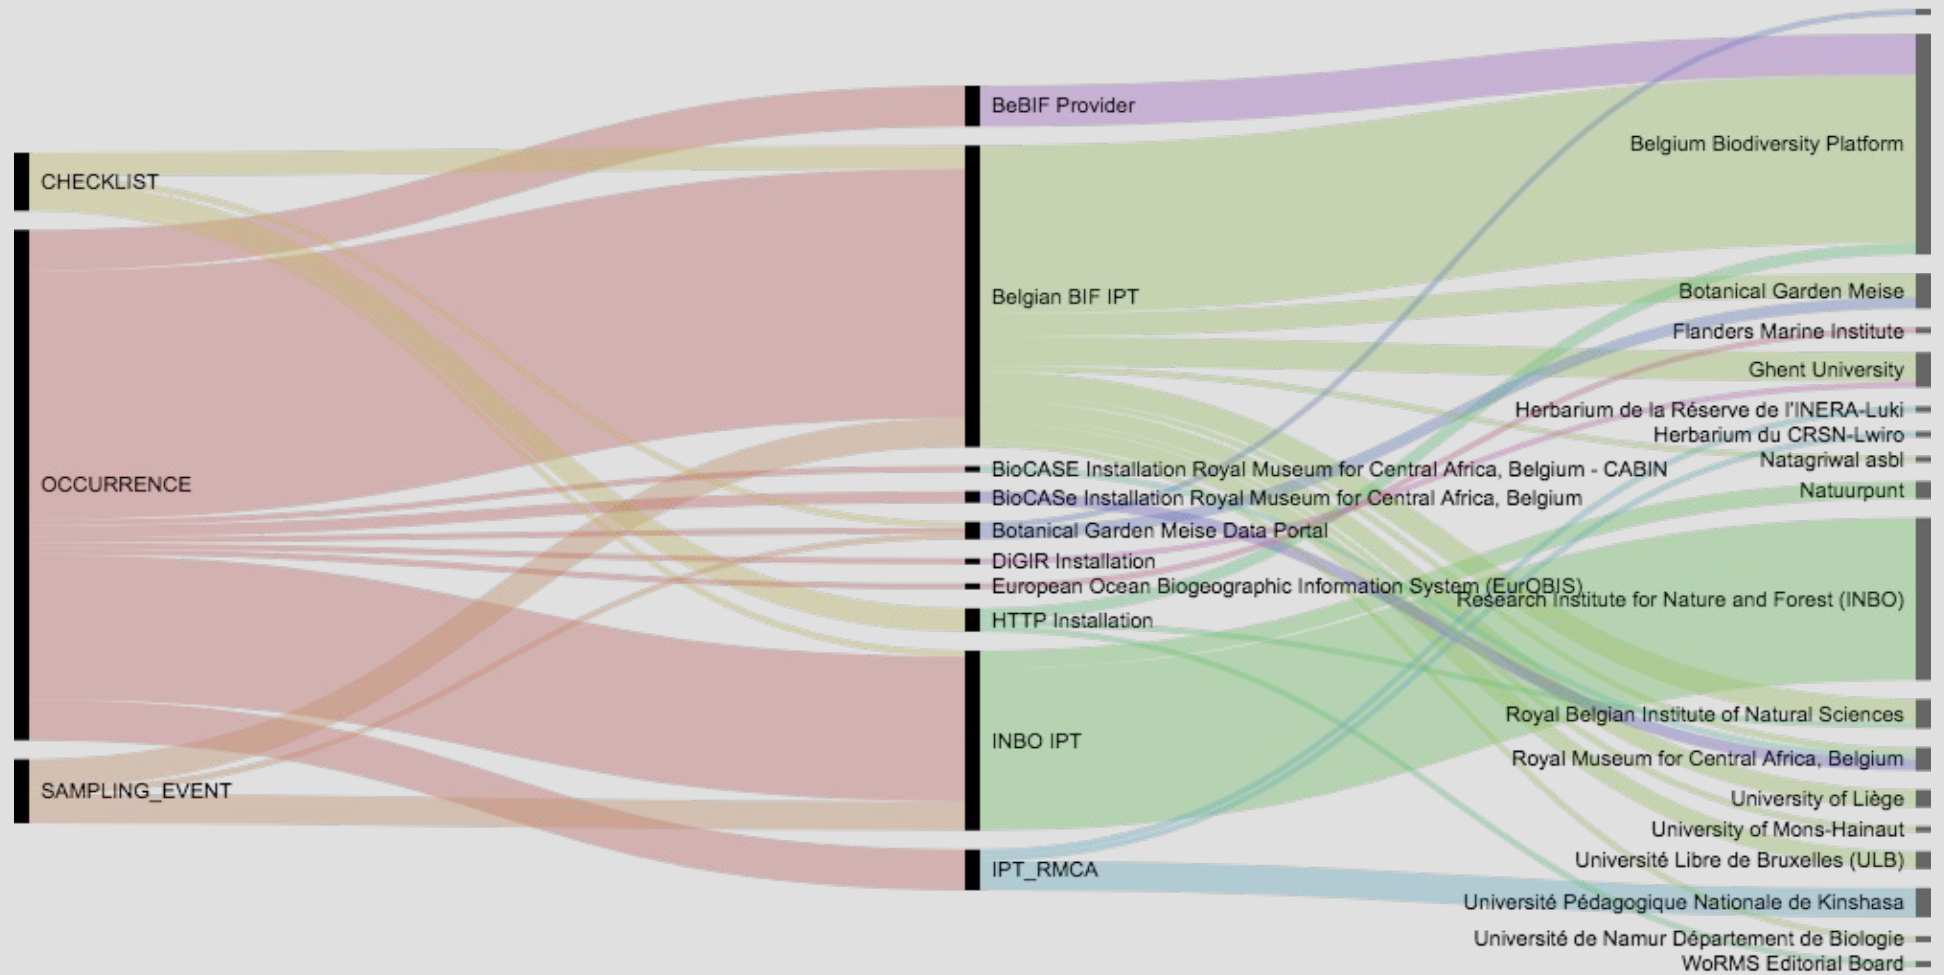 CHECKLIST
OCCURRENCE
SAMPLING_EVENT
BeBIF Provider
Belgian BIF IPT
BioCASE Installation Royal Museum for Central Africa, Belgium - CABIN
BioCASe Installation Royal Museum for Central Africa, Belgium
Botanical Garden Meise Data Portal
DiGIR Installation
European Ocean Biogeographic Information System (EurOBIS)
HTTP Installation
INBO IPT
IPT_RMCA
Belgium Biodiversity Platform
Botanical Garden Meise
Flanders Marine Institute
Ghent University
Herbarium de la Réserve de l'INERA-Luki
Herbarium du CRSN-Lwiro
Natagriwal asbl
Natuurpunt
Research Institute for Nature and Forest (INBO)
Royal Belgian Institute of Natural Sciences
Royal Museum for Central Africa, Belgium
University of Liège
University of Mons-Hainaut
Université Libre de Bruxelles (ULB)
Université Pédagogique Nationale de Kinshasa
Université de Namur Département de Biologie
WoRMS Editorial Board